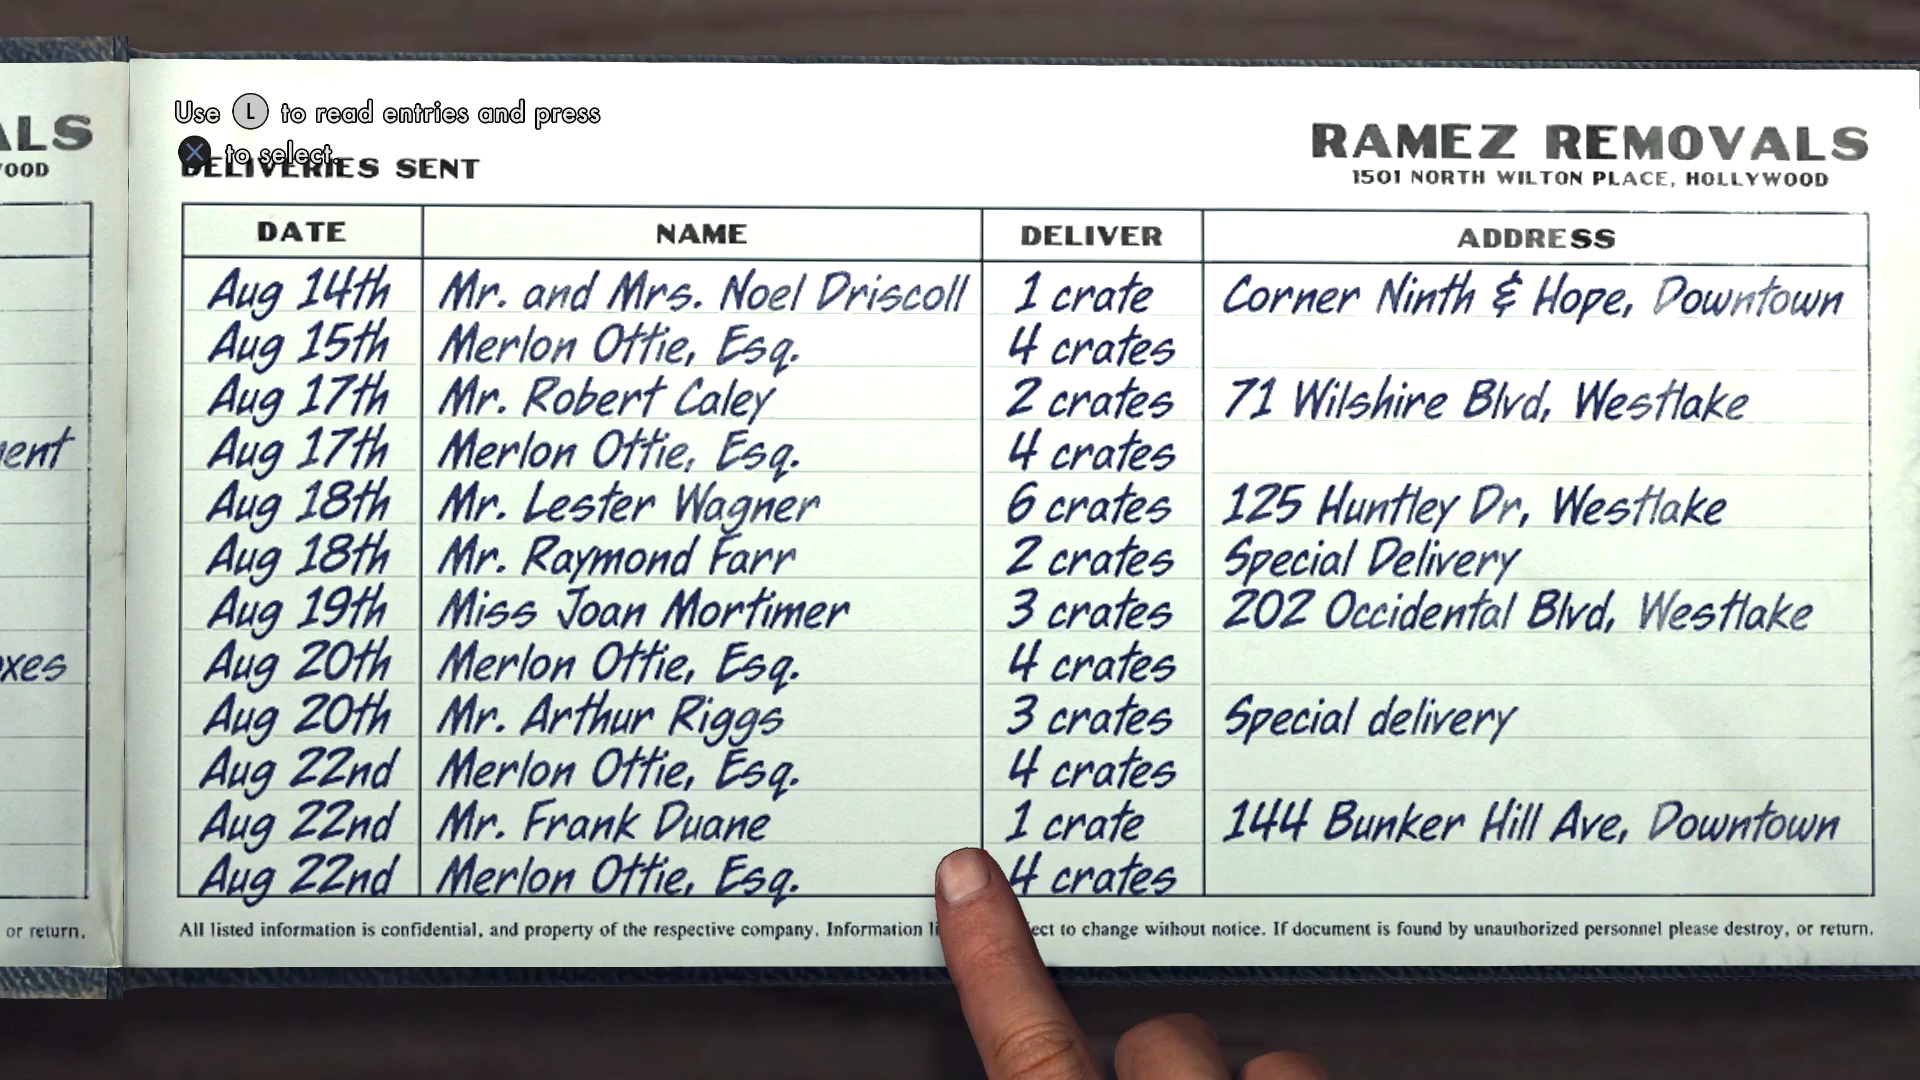 Use L to read entries and press
X to select.
ALS
OOD
ent
xes
or return.
RAMEZ REMOVALS
1501 NORTH WILTON PLACE, HOLLYWOOD
DELIVERIES SENT
DATE NAME DELIVER ADDRESS
Aug 14th Mr. and Mrs. Noel Driscoll 1 crate Corner Ninth & Hope, Downtown
Aug 15th Merlon Ottie, Esq. 4 crates
Aug 17th Mr. Robert Caley 2 crates 71 Wilshire Blvd, Westlake
Aug 17th Merlon Ottie, Esq. 4 crates
Aug 18th Mr. Lester Wagner 6 crates 125 Huntley Dr, Westlake
Aug 18th Mr. Raymond Farr 2 crates Special Delivery
Aug 19th Miss Joan Mortimer 3 crates 202 Occidental Blvd, Westlake
Aug 20th Merlon Ottie, Esq. 4 crates
Aug 20th Mr. Arthur Riggs 3 crates Special delivery
Aug 22nd Merlon Ottie, Esq. 4 crates
Aug 22nd Mr. Frank Duane 1 crate 144 Bunker Hill Ave, Downtown
Aug 22nd Merlon Ottie, Esq. 4 crates
All listed information is confidential, and property of the respective company. Information li ect to change without notice. If document is found by unauthorized personnel please destroy, or return.